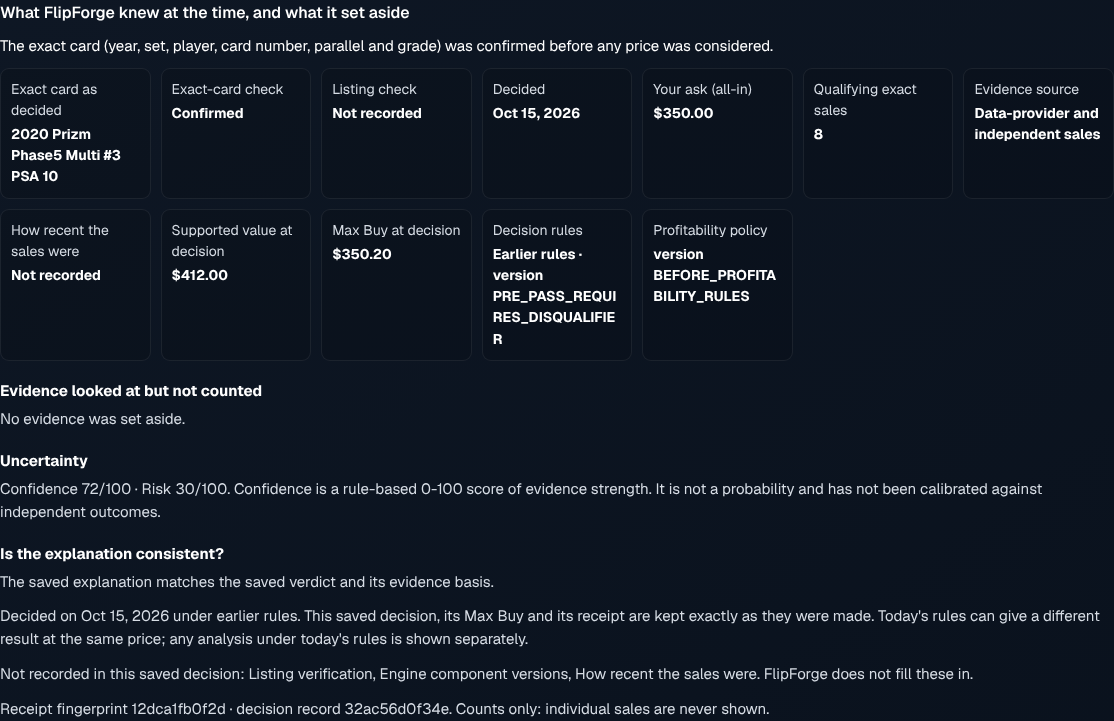 What FlipForge knew at the time, and what it set aside
The exact card (year, set, player, card number, parallel and grade) was confirmed before any price was considered.
Exact card as
decided
2020 Prizm
Phase5 Multi #3
PSA 10
Exact-card check
Confirmed
Listing check
Not recorded
Decided
Oct 15, 2026
Your ask (all-in)
$350.00
Qualifying exact
sales
8
Evidence source
Data-provider and
independent sales
How recent the
sales were
Not recorded
Supported value at
decision
$412.00
Max Buy at decision
$350.20
Decision rules
Earlier rules ·
version
PRE_PASS_REQUI
RES_DISQUALIFIE
R
Profitability policy
version
BEFORE_PROFITA
BILITY_RULES
Evidence looked at but not counted
No evidence was set aside.
Uncertainty
Confidence 72/100 · Risk 30/100. Confidence is a rule-based 0-100 score of evidence strength. It is not a probability and has not been calibrated against
independent outcomes.
Is the explanation consistent?
The saved explanation matches the saved verdict and its evidence basis.
Decided on Oct 15, 2026 under earlier rules. This saved decision, its Max Buy and its receipt are kept exactly as they were made. Today's rules can give a different
result at the same price; any analysis under today's rules is shown separately.
Not recorded in this saved decision: Listing verification, Engine component versions, How recent the sales were. FlipForge does not fill these in.
Receipt fingerprint 12dca1fb0f2d · decision record 32ac56d0f34e. Counts only: individual sales are never shown.